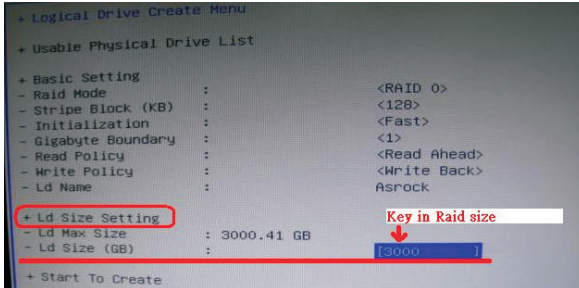 + Logical Drive Create Menu
+ Usable Physical Drive List
+ Basic Setting
- Raid Mode : <RAID 0>
- Stripe Block (KB) : <128>
- Initialization : <Fast>
- Gigabyte Boundary : <1>
- Read Policy : <Read Ahead>
- Write Policy : <Write Back>
- Ld Name : Asrock
+ Ld Size Setting Key in Raid size
- Ld Max Size : 3000.41 GB
- Ld Size (GB) : [3000 ]
+ Start To Create